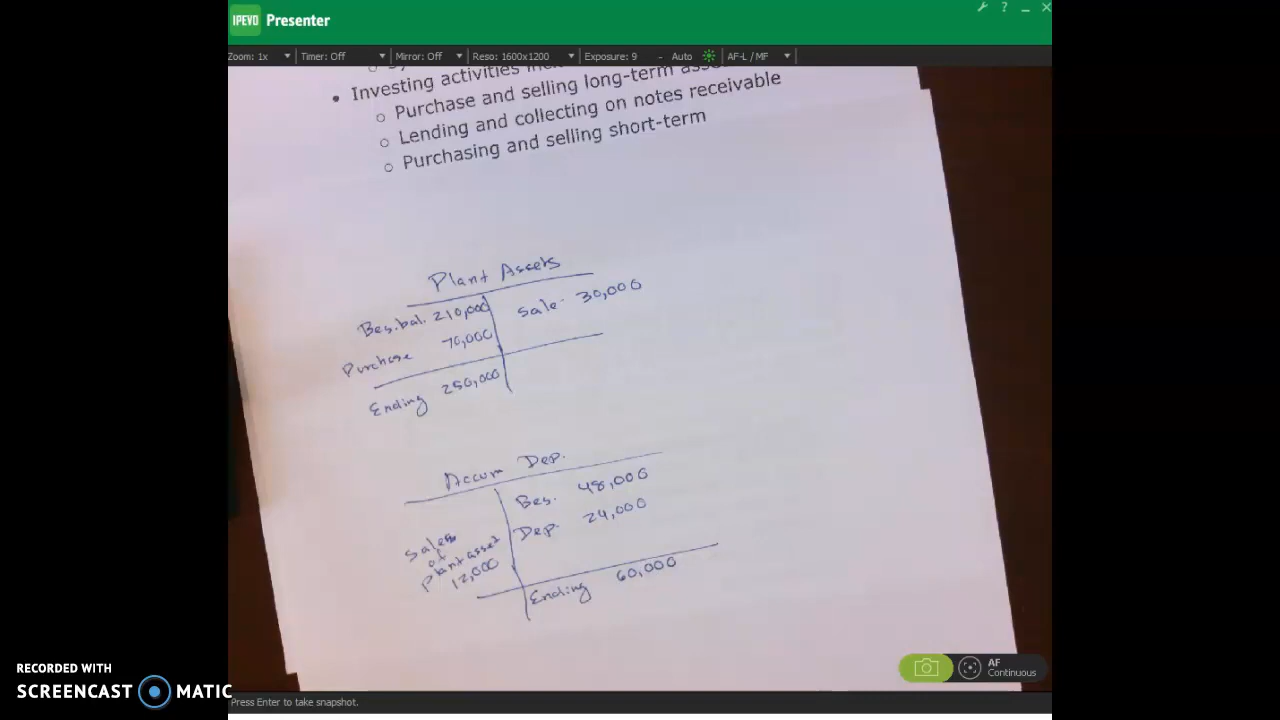 IPEVO Presenter
Zoom: 1x Timer: Off Mirror: Off Reso: 1600x1200 Exposure: 9 - Auto AF-L / MF
• Investing activities
○ Purchase and selling long-term
○ Lending and collecting on notes receivable
○ Purchasing and selling short-term
Plant Assets
Beg. bal. 210,000 Sale 30,000
Purchase 70,000
Ending 250,000
Accum Dep.
Beg. 48,000
Dep. 24,000
Sales
of
plant asset
12,000
Ending 60,000
AF
Continuous
RECORDED WITH
SCREENCAST MATIC
Press Enter to take snapshot.